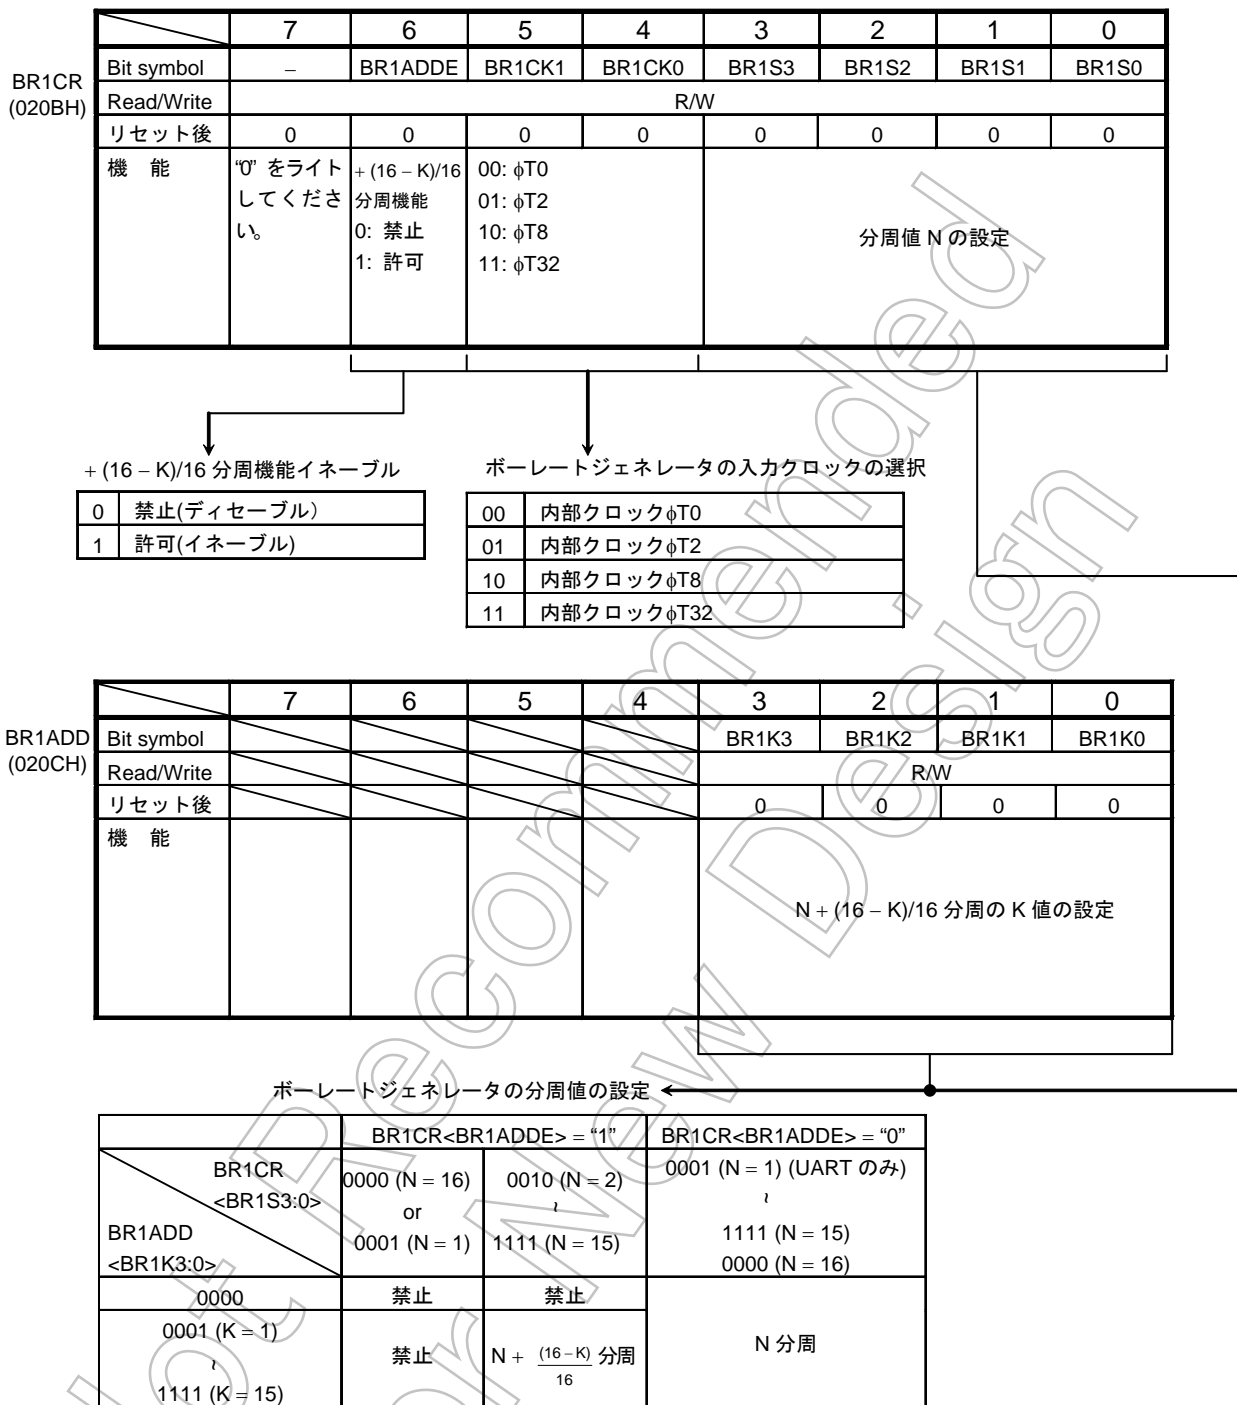 7 6 5 4 3 2 1 0
BR1CR
(020BH)
Bit symbol – BR1ADDE BR1CK1 BR1CK0 BR1S3 BR1S2 BR1S1 BR1S0
Read/Write R/W
リセット後 0 0 0 0 0 0 0 0
機 能
“0” をライト
してくださ
い。
+ (16 – K)/16
分周機能
0: 禁止
1: 許可
00: φT0
01: φT2
10: φT8
11: φT32
分周値 N の設定
+ (16 – K)/16 分周機能イネーブル
0 禁止(ディセーブル)
1 許可(イネーブル)
ボーレートジェネレータの入力クロックの選択
00 内部クロックφT0
01 内部クロックφT2
10 内部クロックφT8
11 内部クロックφT32
7 6 5 4 3 2 1 0
BR1ADD
(020CH)
Bit symbol BR1K3 BR1K2 BR1K1 BR1K0
Read/Write R/W
リセット後 0 0 0 0
機 能
N + (16 – K)/16 分周の K 値の設定
ボーレートジェネレータの分周値の設定
BR1CR<BR1ADDE> = “1” BR1CR<BR1ADDE> = “0”
BR1CR
<BR1S3:0>
BR1ADD
<BR1K3:0>
0000 (N = 16)
or
0001 (N = 1)
0010 (N = 2)
~
1111 (N = 15)
0001 (N = 1) (UART のみ)
~
1111 (N = 15)
0000 (N = 16)
0000 禁止 禁止
0001 (K = 1)
~
1111 (K = 15)
禁止
N + (16 – K)/16 分周
N 分周
Not Recommended
for New Design